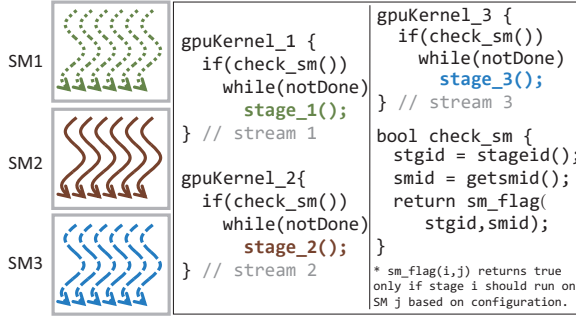 SM1
SM2
SM3
gpuKernel_1 {
if(check_sm())
while(notDone)
stage_1();
} // stream 1
gpuKernel_2{
if(check_sm())
while(notDone)
stage_2();
} // stream 2
gpuKernel_3 {
if(check_sm())
while(notDone)
stage_3();
} // stream 3
bool check_sm {
stgid = stageid();
smid = getsmid();
return sm_flag(
stgid,smid);
}
* sm_flag(i,j) returns true
only if stage i should run on
SM j based on configuration.